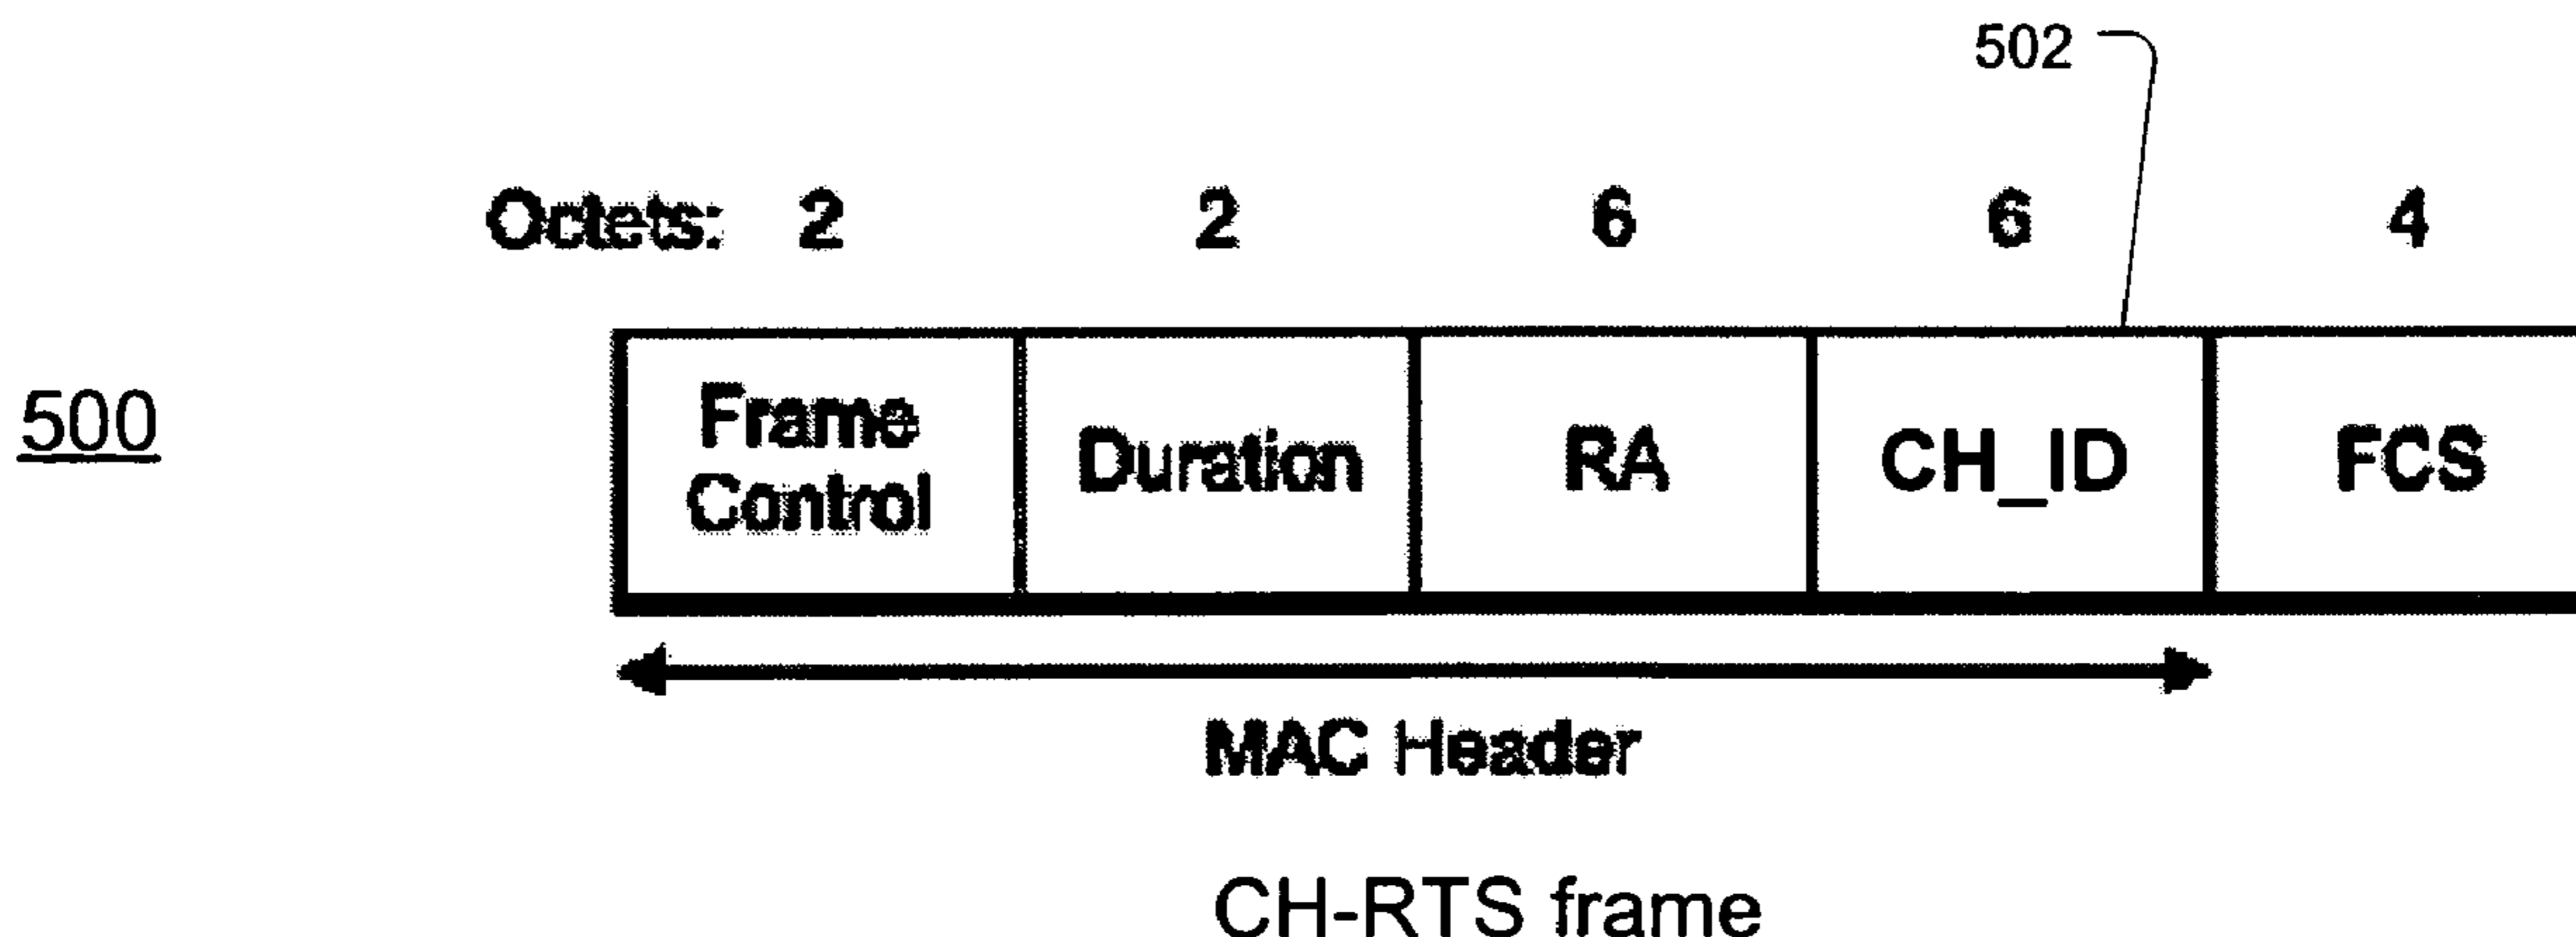 502
Octets: 2 2 6 6 4
500
Frame Control Duration RA CH_ID FCS
MAC Header
CH-RTS frame